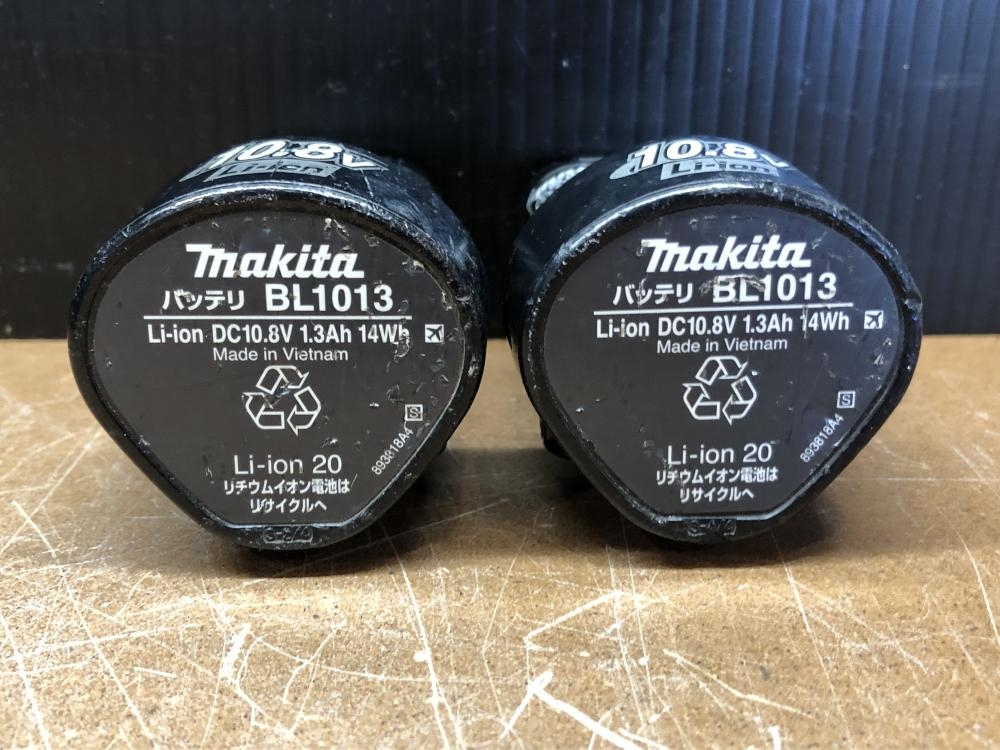 10.8V
Li-ion
makita
バッテリ BL1013
Li-ion DC10.8V 1.3Ah 14Wh
Made in Vietnam
S
893818A4
Li-ion 20
リチウムイオン電池は
リサイクルへ
10.8V
Li-ion
makita
バッテリ BL1013
Li-ion DC10.8V 1.3Ah 14Wh
Made in Vietnam
S
893818A4
Li-ion 20
リチウムイオン電池は
リサイクルへ